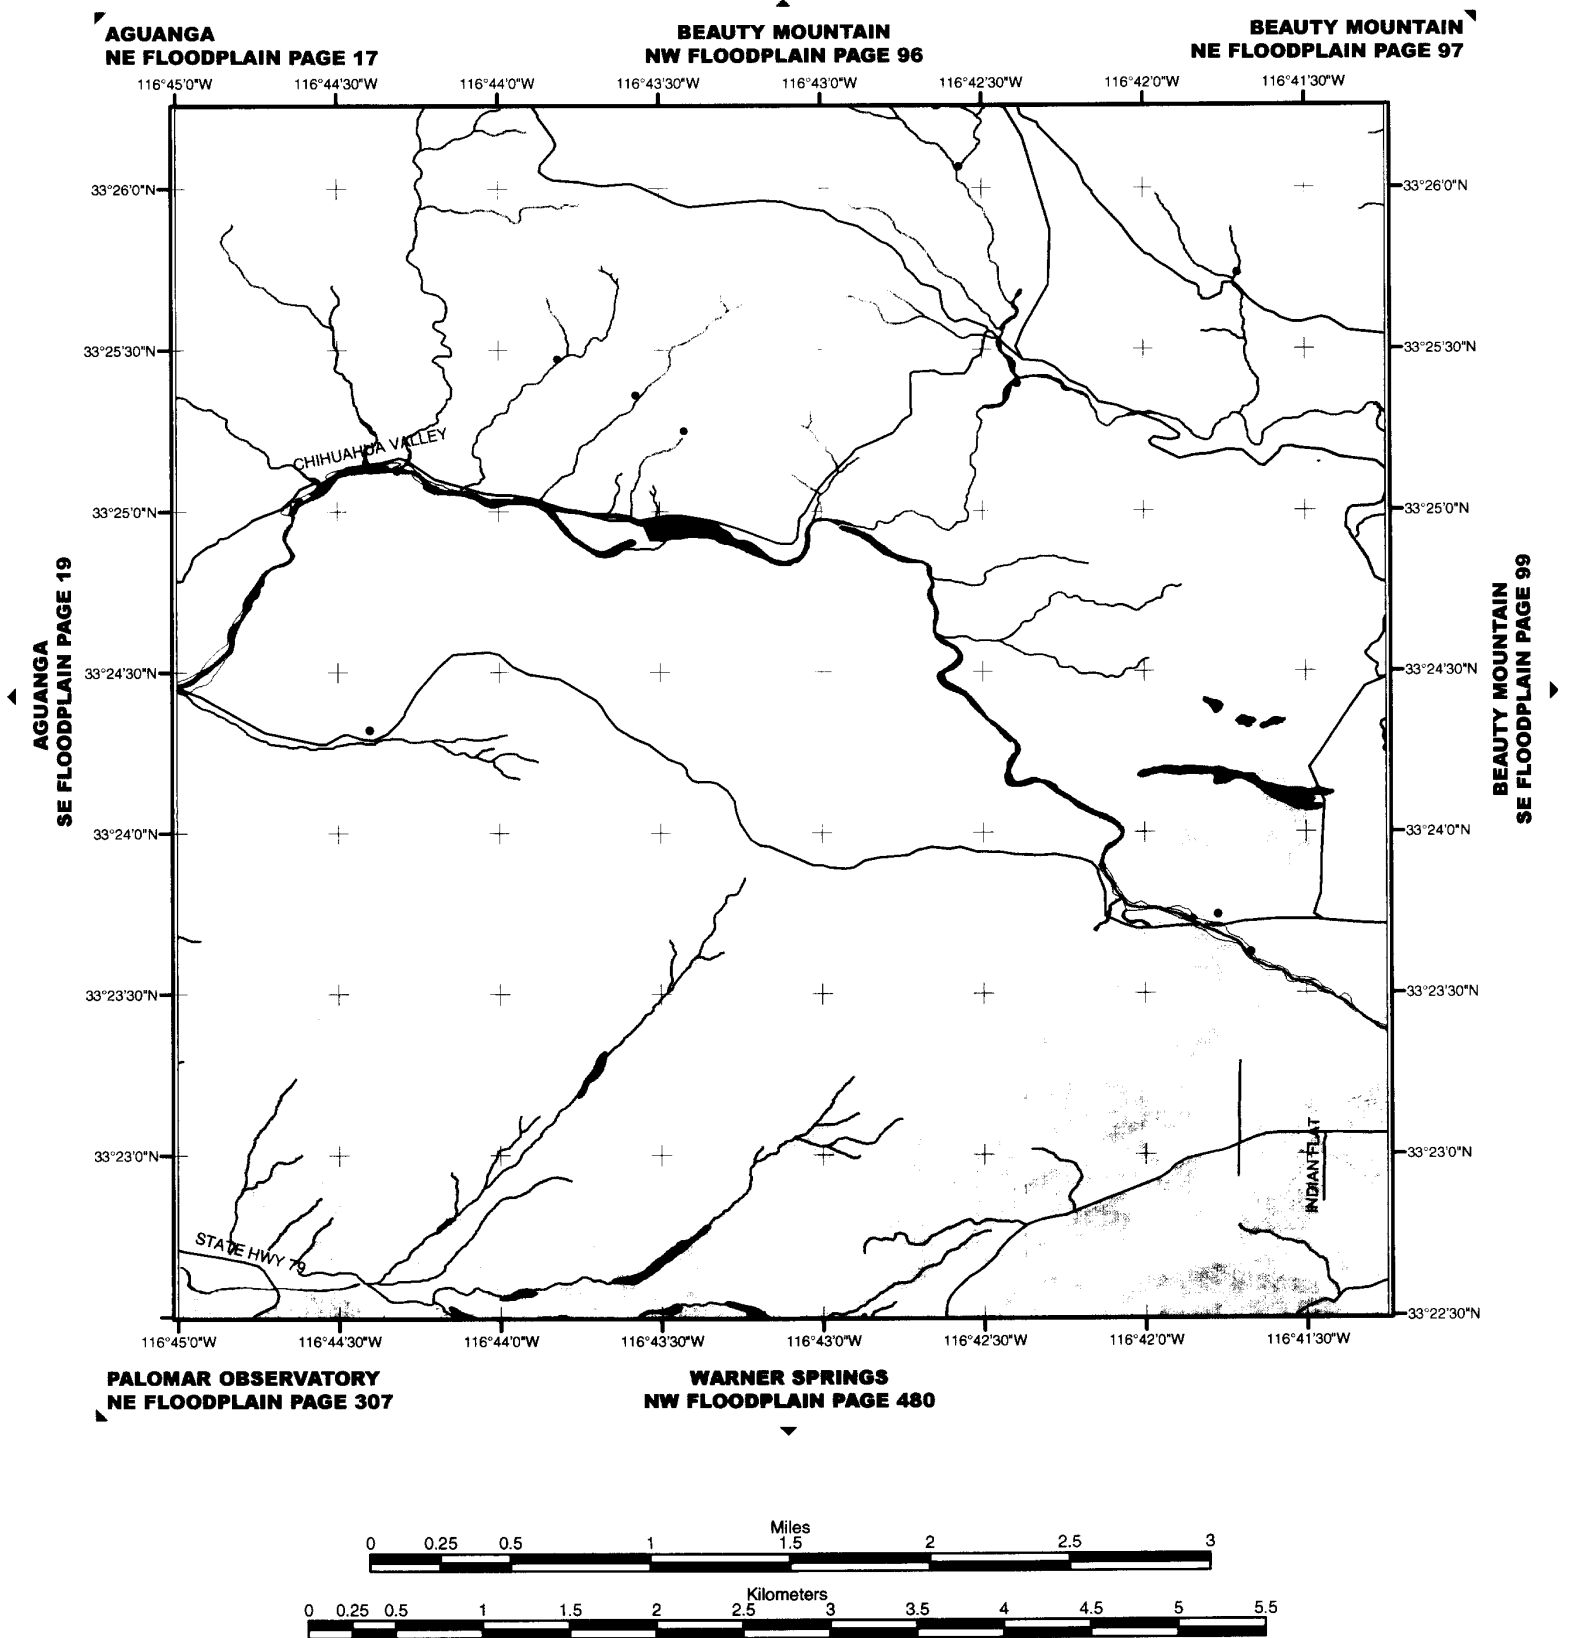 AGUANGA
NE FLOODPLAIN PAGE 17
BEAUTY MOUNTAIN
NW FLOODPLAIN PAGE 96
BEAUTY MOUNTAIN
NE FLOODPLAIN PAGE 97
116°45'0"W 116°44'30"W 116°44'0"W 116°43'30"W 116°43'0"W 116°42'30"W 116°42'0"W 116°41'30"W
33°26'0"N 33°26'0"N
33°25'30"N 33°25'30"N
CHIHUAHUA VALLEY
33°25'0"N 33°25'0"N
AGUANGA
SE FLOODPLAIN PAGE 19
BEAUTY MOUNTAIN
SE FLOODPLAIN PAGE 99
33°24'30"N 33°24'30"N
33°24'0"N 33°24'0"N
33°23'30"N 33°23'30"N
33°23'0"N 33°23'0"N
INDIAN FLAT
STATE HWY 79
33°22'30"N
116°45'0"W 116°44'30"W 116°44'0"W 116°43'30"W 116°43'0"W 116°42'30"W 116°42'0"W 116°41'30"W
PALOMAR OBSERVATORY
NE FLOODPLAIN PAGE 307
WARNER SPRINGS
NW FLOODPLAIN PAGE 480
Miles
0 0.25 0.5 1 1.5 2 2.5 3
Kilometers
0 0.25 0.5 1 1.5 2 2.5 3 3.5 4 4.5 5 5.5